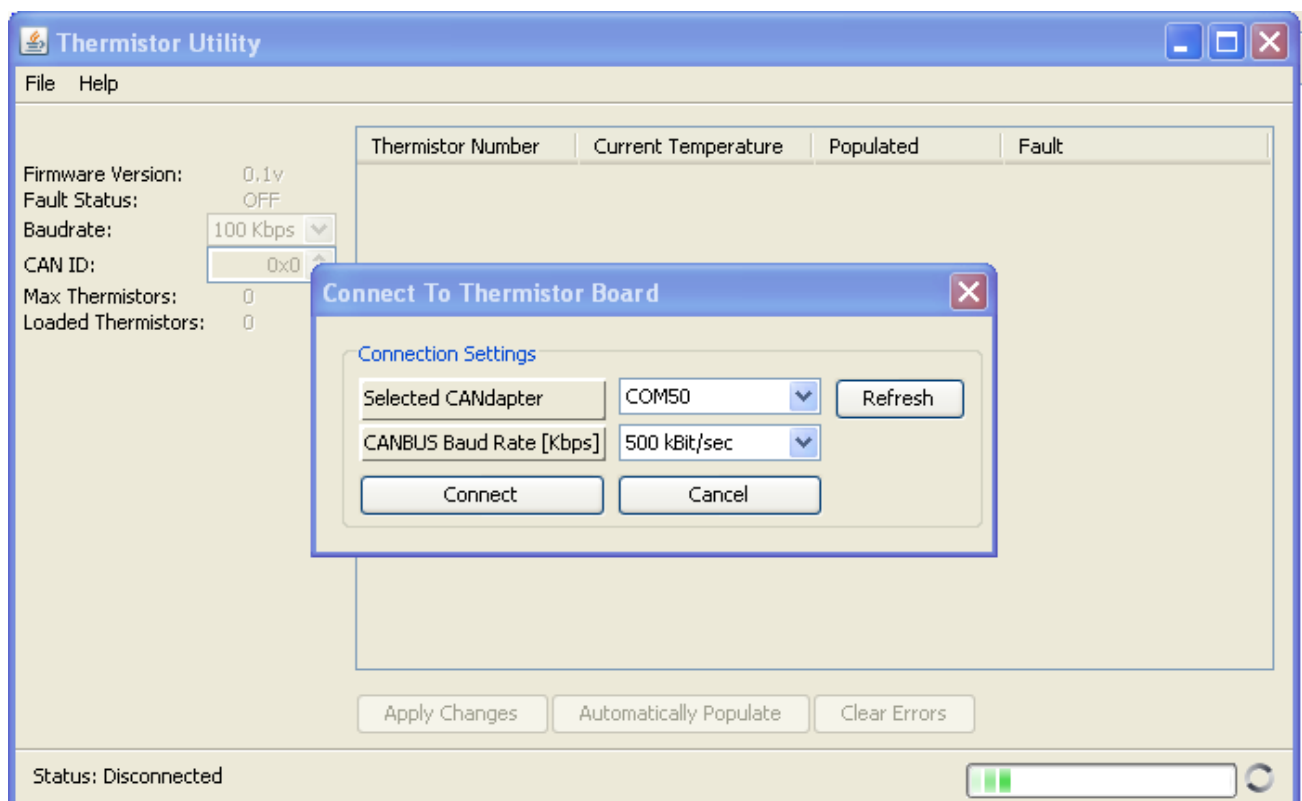 Thermistor Utility
File Help
Thermistor Number Current Temperature Populated Fault
Firmware Version: 0.1v
Fault Status: OFF
Baudrate: 100 Kbps
CAN ID: 0x0
Max Thermistors: 0
Loaded Thermistors: 0
Connect To Thermistor Board
Connection Settings
Selected CANdapter COM50 Refresh
CANBUS Baud Rate [Kbps] 500 kBit/sec
Connect Cancel
Apply Changes Automatically Populate Clear Errors
Status: Disconnected